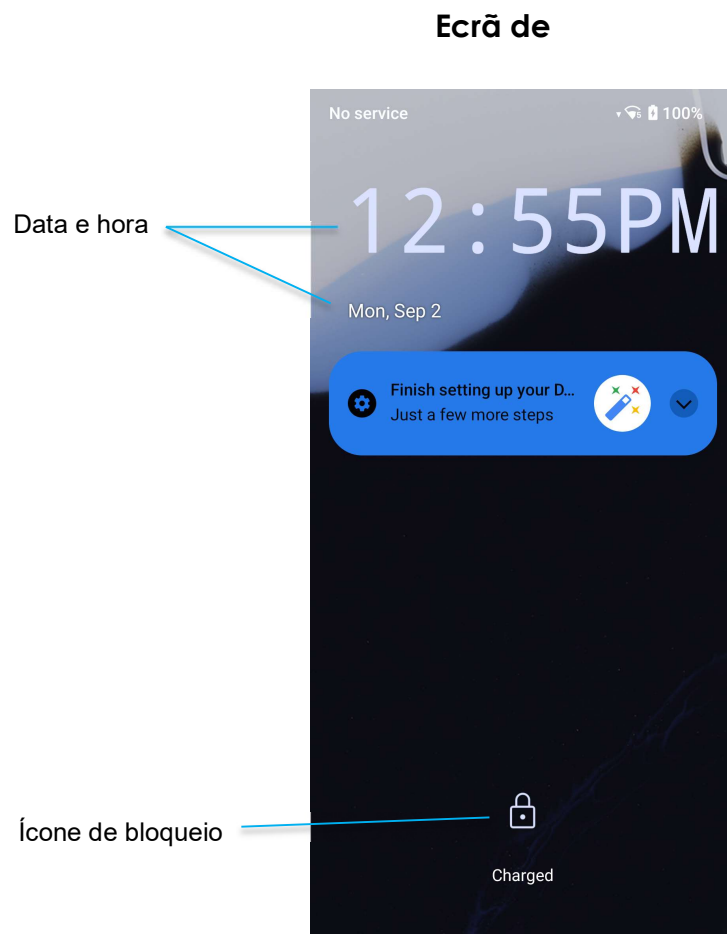 Ecrã de
No service
5 100%
12:55PM
Data e hora
Mon, Sep 2
Finish setting up your D...
Just a few more steps
Ícone de bloqueio
Charged